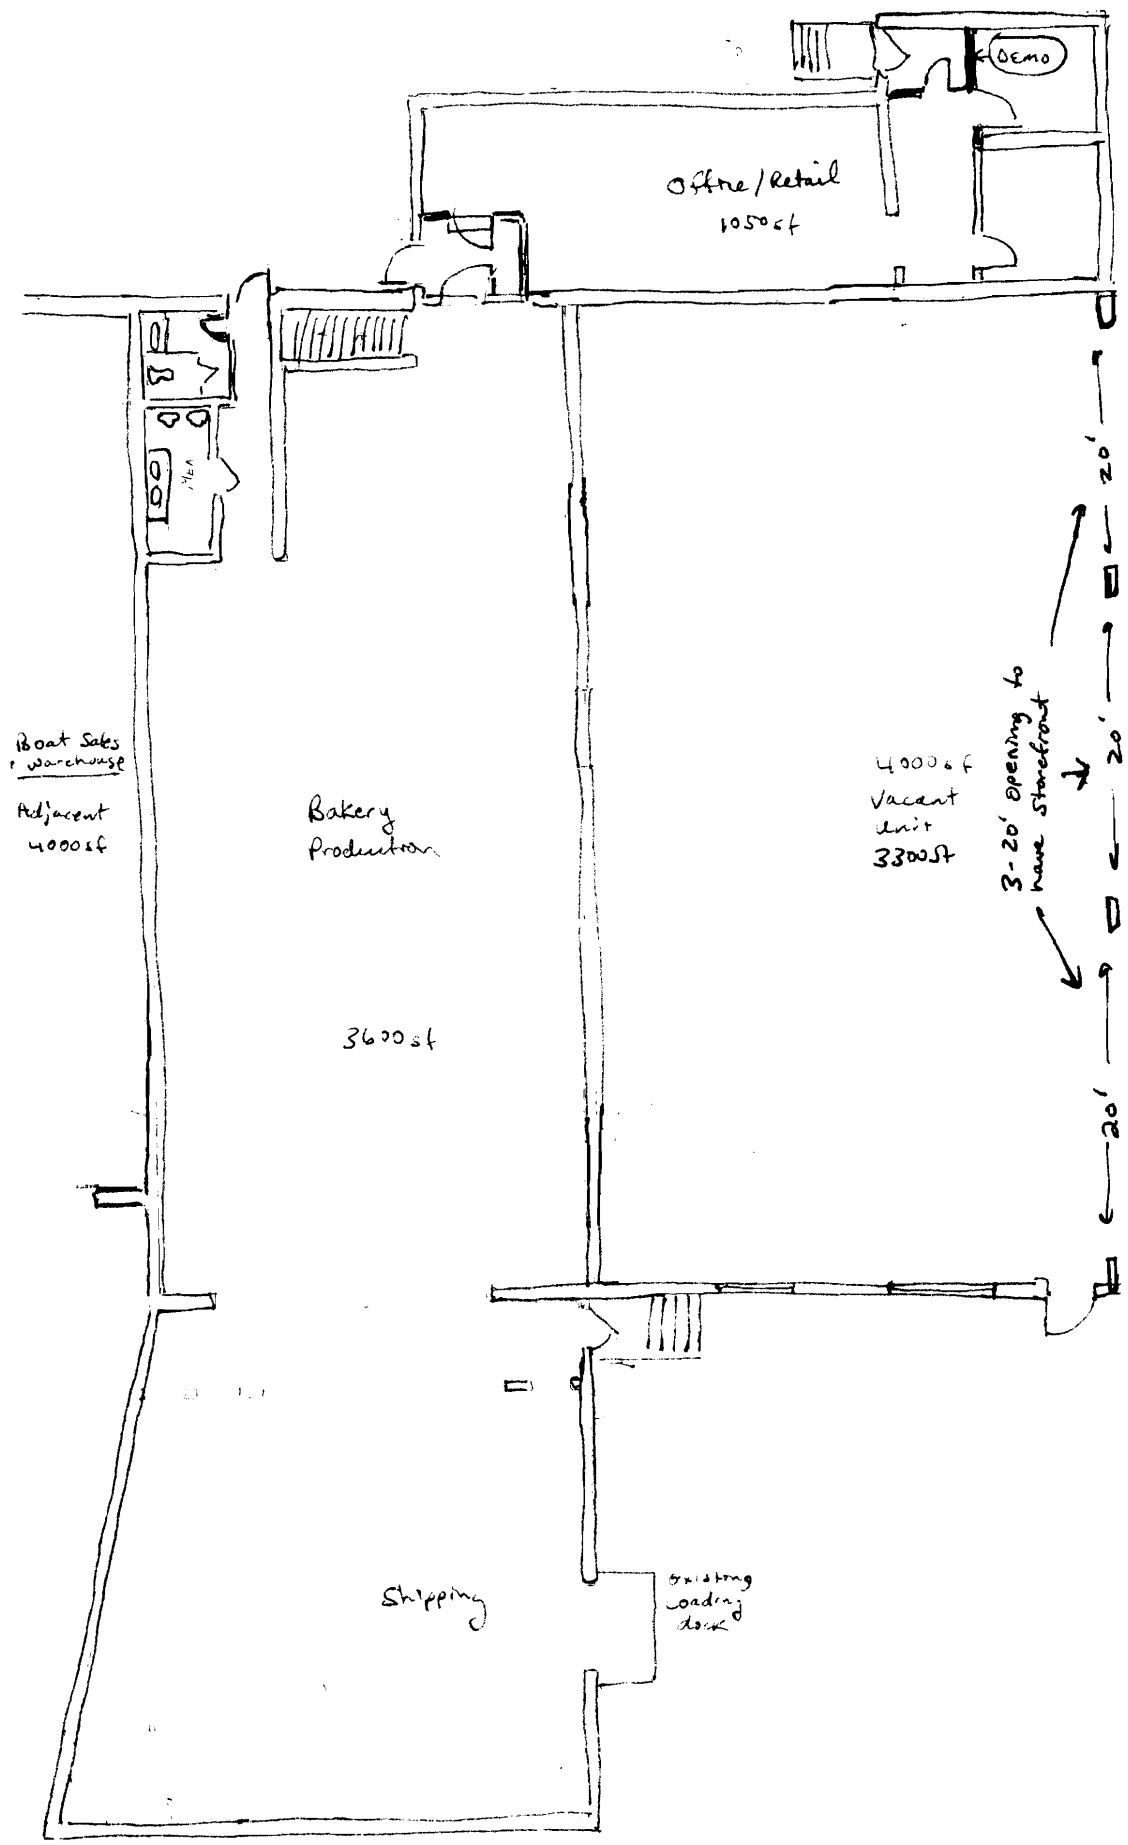 DEMO
Office/Retail
1050sf
20'
Boat Sales
+ warehouse
Adjacent
4000sf
Bakery
Production
4000sf
Vacant
Unit
3300sf
3-20' opening to
have storefront
20'
3600sf
20'
Shipping
existing
loading
dock